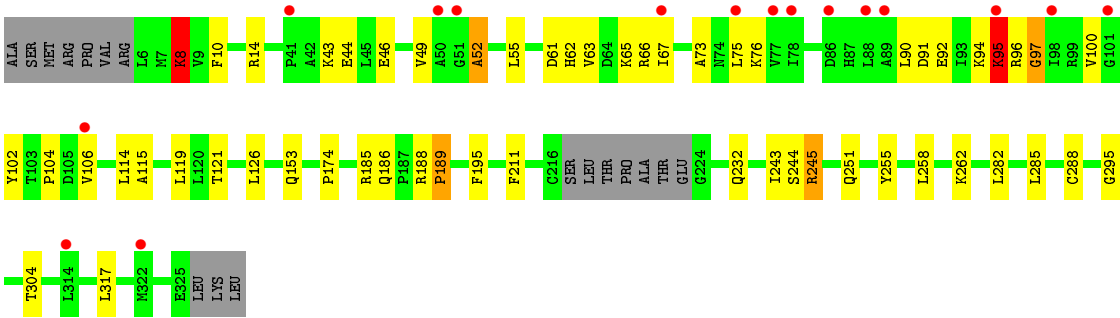 ALA SER MET ARG PRO VAL ARG L6 M7 K8 V9 F10 R14 P41 A42 K43 E44 L45 E46 V49 A50 G51 A52 L55 D61 H62 V63 D64 K65 R66 I67 A73 N74 L75 K76 V77 I78 D86 H87 L88 A89 L90 D91 E92 I93 K94 K95 R96 G97 I98 R99 V100 G101
Y102 T103 P104 D105 V106 L114 A115 L119 L120 T121 L126 Q153 P174 R185 Q186 P187 R188 P189 F195 F211 C216 SER LEU THR PRO ALA THR GLU G224 Q232 I243 S244 R245 Q251 Y255 L258 K262 L282 L285 C288 G295
T304 L314 L317 M322 E325 LEU LYS LEU